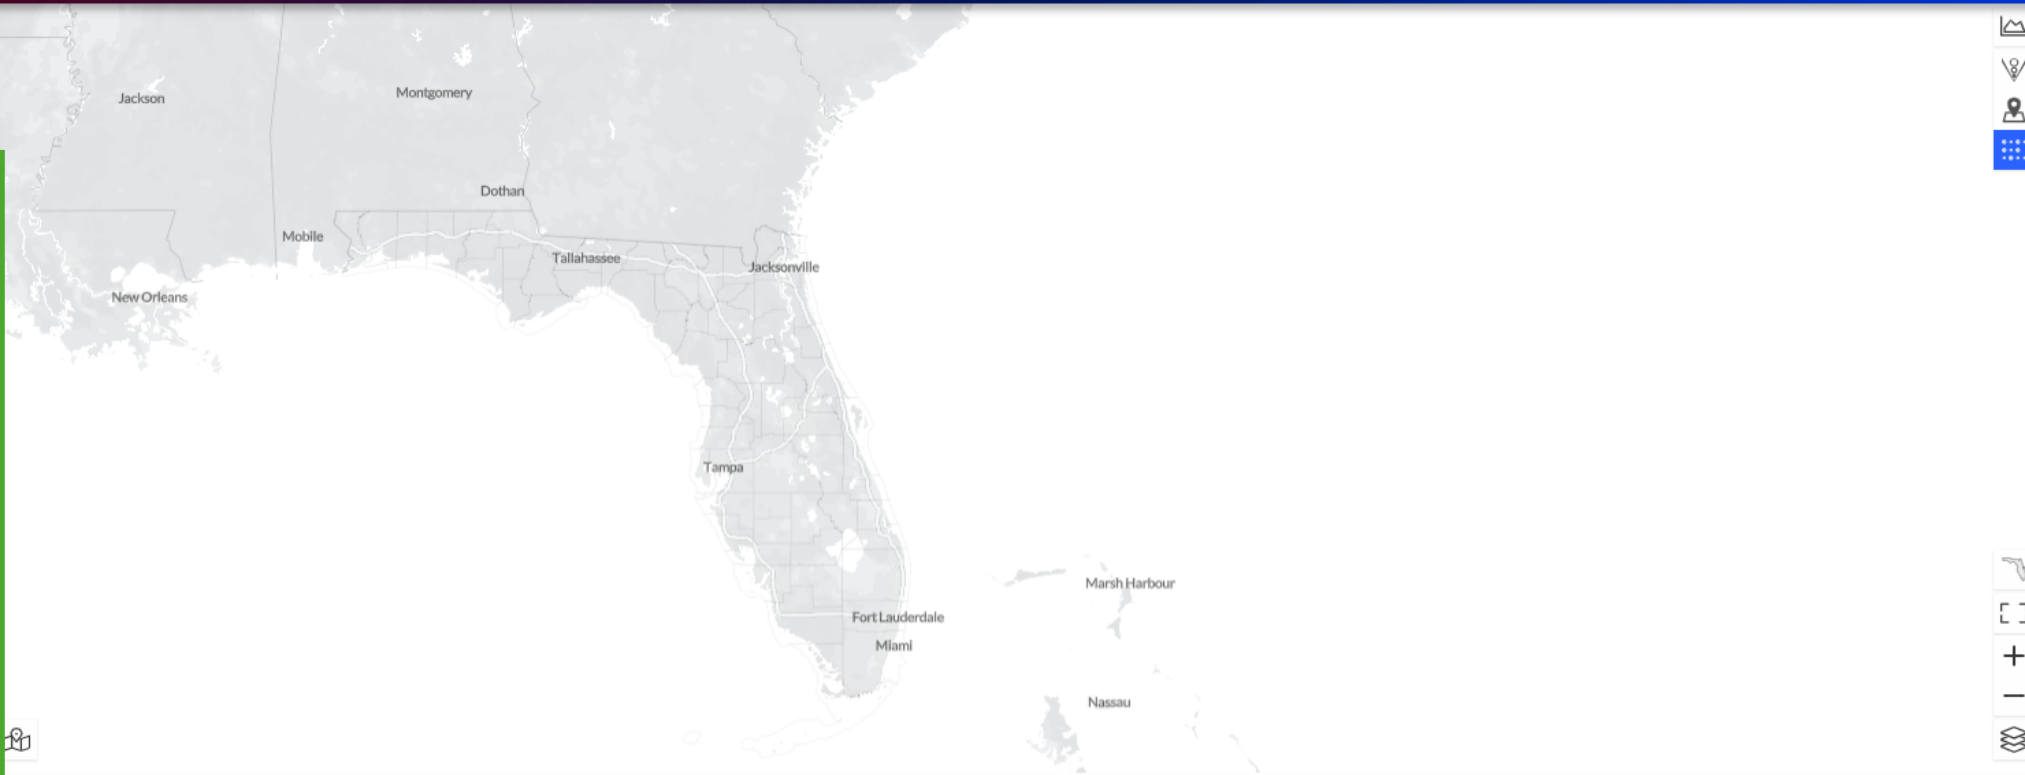 Montgomery
Jackson
Dothan
Mobile
Tallahassee
Jacksonville
New Orleans
Tampa
Marsh Harbour
Fort Lauderdale
Miami
Nassau